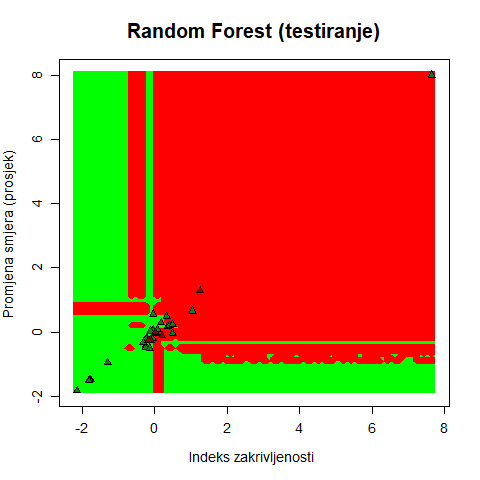 Random Forest (testiranje)
Promjena smjera (prosjek)
8
6
4
2
0
-2
-2 0 2 4 6 8
Indeks zakrivljenosti